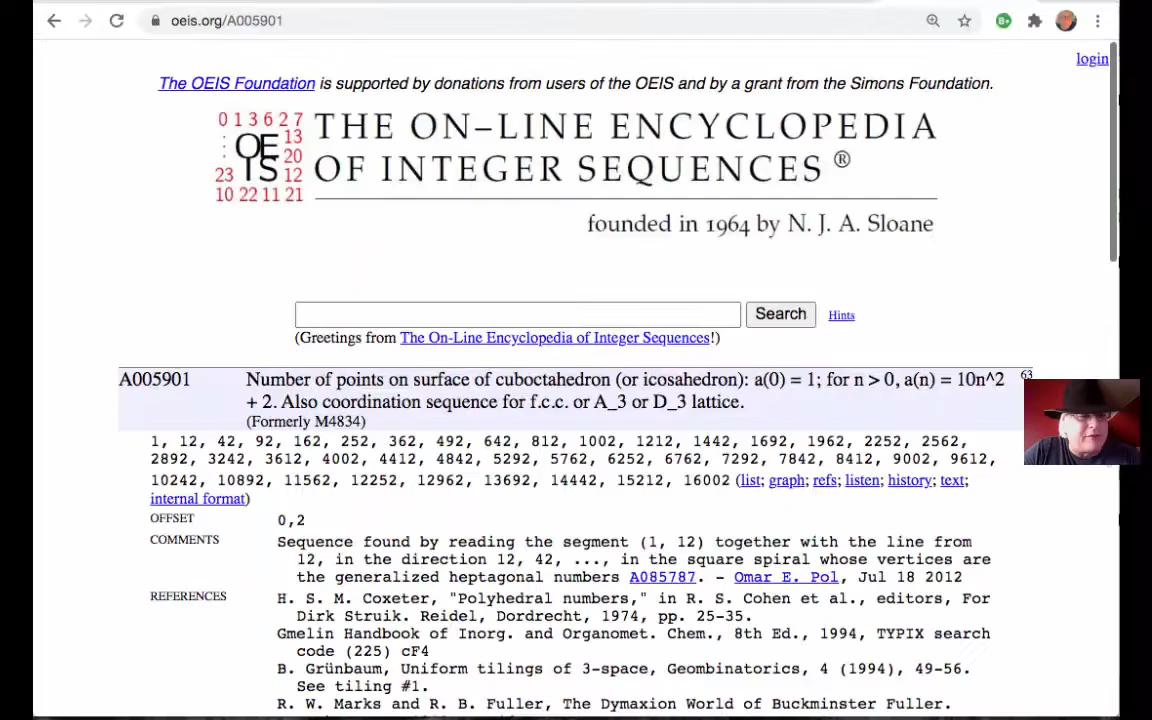 oeis.org/A005901
login
The OEIS Foundation is supported by donations from users of the OEIS and by a grant from the Simons Foundation.
0 1 3 6 2 7
: OE 13
: IS 20
23 12
10 22 11 21
THE ON-LINE ENCYCLOPEDIA
OF INTEGER SEQUENCES ®
founded in 1964 by N. J. A. Sloane
Search Hints
(Greetings from The On-Line Encyclopedia of Integer Sequences!)
A005901 Number of points on surface of cuboctahedron (or icosahedron): a(0) = 1; for n > 0, a(n) = 10n^2 63
+ 2. Also coordination sequence for f.c.c. or A_3 or D_3 lattice.
(Formerly M4834)
1, 12, 42, 92, 162, 252, 362, 492, 642, 812, 1002, 1212, 1442, 1692, 1962, 2252, 2562,
2892, 3242, 3612, 4002, 4412, 4842, 5292, 5762, 6252, 6762, 7292, 7842, 8412, 9002, 9612,
10242, 10892, 11562, 12252, 12962, 13692, 14442, 15212, 16002 (list; graph; refs; listen; history; text;
internal format)
OFFSET 0,2
COMMENTS Sequence found by reading the segment (1, 12) together with the line from
12, in the direction 12, 42, ..., in the square spiral whose vertices are
the generalized heptagonal numbers A085787. - Omar E. Pol, Jul 18 2012
REFERENCES H. S. M. Coxeter, "Polyhedral numbers," in R. S. Cohen et al., editors, For
Dirk Struik. Reidel, Dordrecht, 1974, pp. 25-35.
Gmelin Handbook of Inorg. and Organomet. Chem., 8th Ed., 1994, TYPIX search
code (225) cF4
B. Grünbaum, Uniform tilings of 3-space, Geombinatorics, 4 (1994), 49-56.
See tiling #1.
R. W. Marks and R. B. Fuller, The Dymaxion World of Buckminster Fuller.